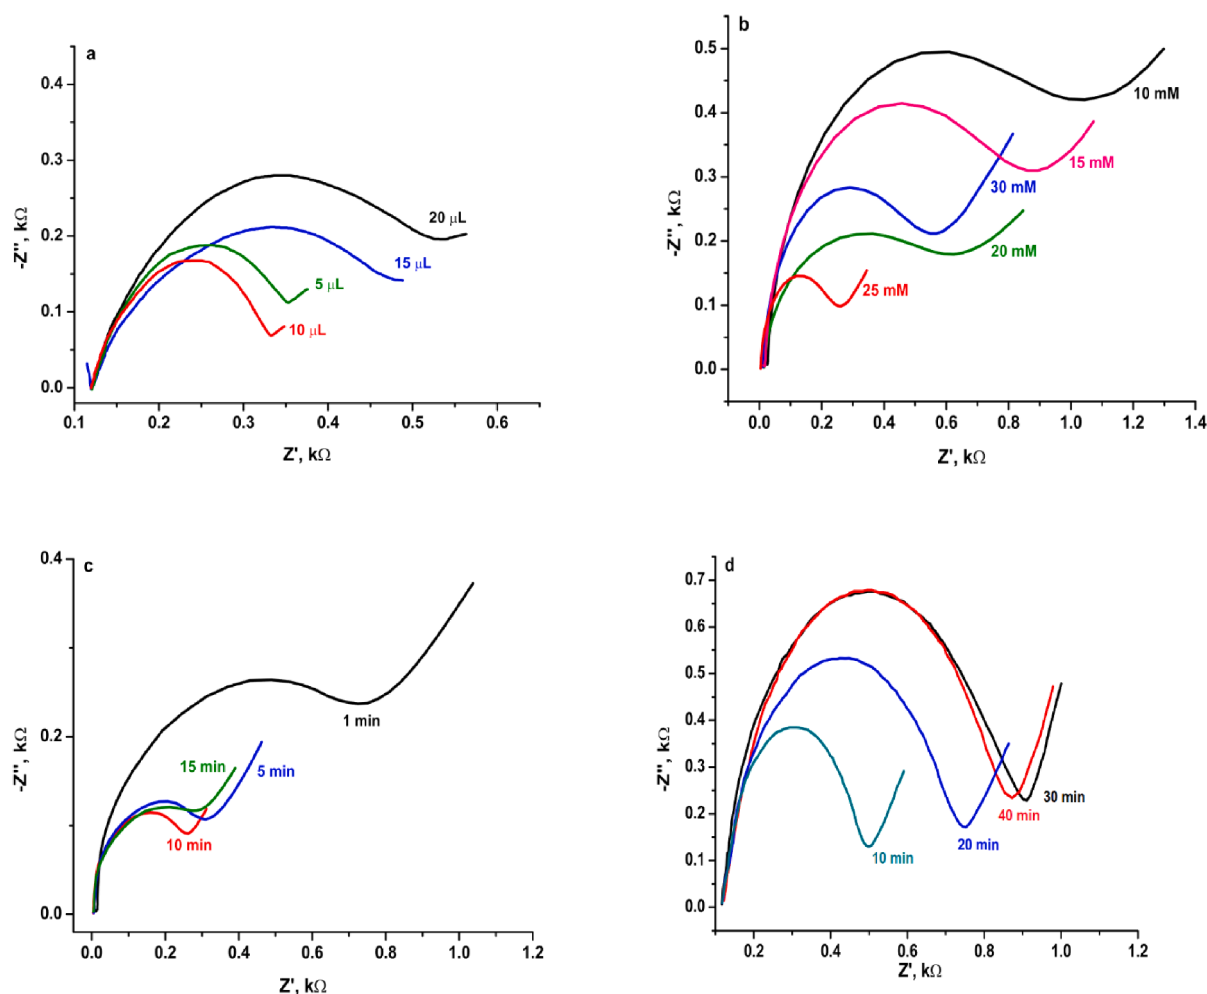 a
-Z'', kΩ
0.4
0.3
0.2
0.1
0.0
20 μL
15 μL
5 μL
10 μL
0.1 0.2 0.3 0.4 0.5 0.6
Z', kΩ
b
-Z'', kΩ
0.5
0.4
0.3
0.2
0.1
0.0
10 mM
15 mM
30 mM
20 mM
25 mM
0.0 0.2 0.4 0.6 0.8 1.0 1.2 1.4
Z', kΩ
c
-Z'', kΩ
0.4
0.2
0.0
1 min
15 min
5 min
10 min
0.0 0.2 0.4 0.6 0.8 1.0 1.2
Z', kΩ
d
-Z'', kΩ
0.7
0.6
0.5
0.4
0.3
0.2
0.1
0.0
30 min
40 min
20 min
10 min
0.2 0.4 0.6 0.8 1.0 1.2
Z', kΩ